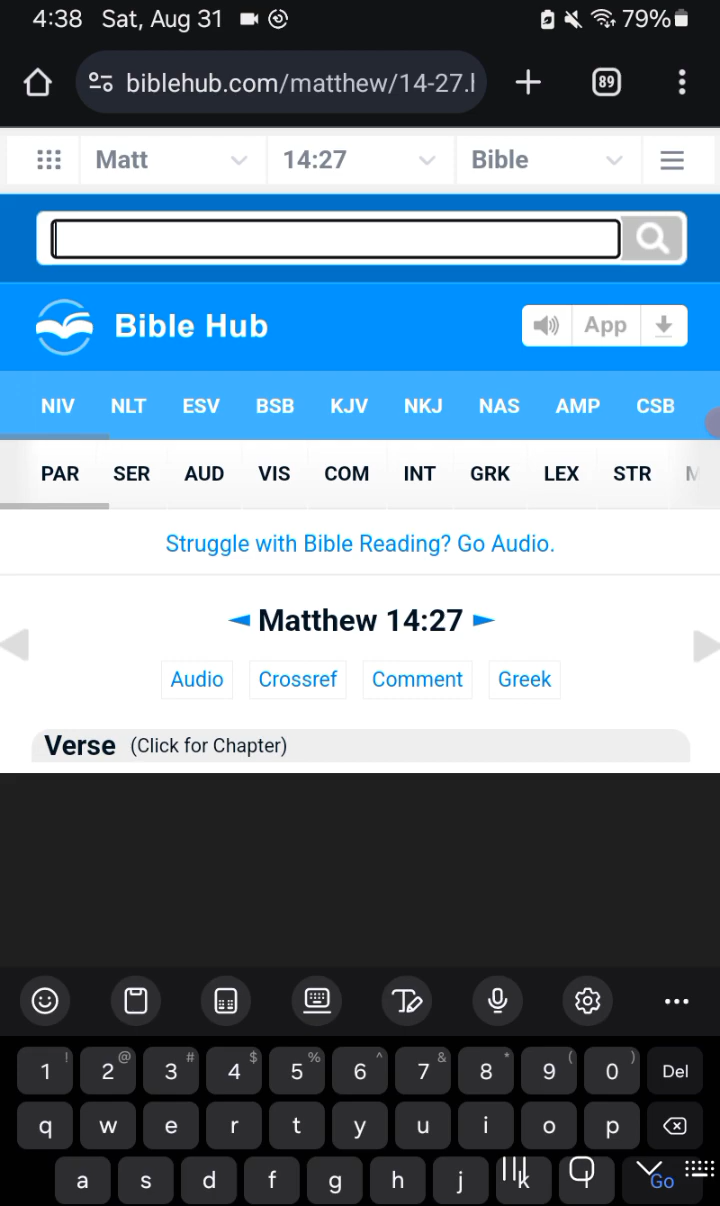 4:38 Sat, Aug 31 79%
biblehub.com/matthew/14-27.h 89
Matt 14:27 Bible
Bible Hub App
NIV NLT ESV BSB KJV NKJ NAS AMP CSB
PAR SER AUD VIS COM INT GRK LEX STR
Struggle with Bible Reading? Go Audio.
Matthew 14:27
Audio Crossref Comment Greek
Verse (Click for Chapter)
! @ # $ % ^ & * ( )
1 2 3 4 5 6 7 8 9 0 Del
q w e r t y u i o p
a s d f g h j k l Go